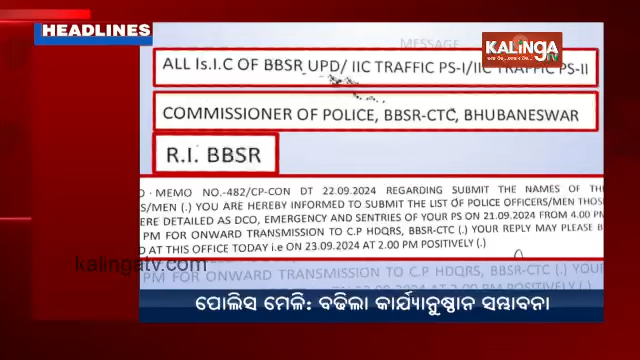 HEADLINES
MESSAGE
KALINGA TV
ALL Is.I.C OF BBSR UPD/ IIC TRAFFIC PS-I/IIC TRAFFIC PS-II
COMMISSIONER OF POLICE, BBSR-CTC, BHUBANESWAR
R.I. BBSR
MEMO NO.-482/CP-CON DT 22.09.2024 REGARDING SUBMIT THE NAMES OF
/MEN (.) YOU ARE HEREBY INFORMED TO SUBMIT THE LIST OF POLICE OFFICERS/MEN
DETAILED AS DCO, EMERGENCY AND SENTRIES OF YOUR PS ON 21.09.2024 FROM 4.00
PM FOR ONWARD TRANSMISSION TO C.P HDQRS, BBSR-CTC (.) YOUR REPLY MAY PLEASE
AT THIS OFFICE TODAY i.e ON 23.09.2024 AT 2.00 PM POSITIVELY (.)
kalingatv.com
PM FOR ONWARD TRANSMISSION TO C.P HDQRS, BBSR-CTC (.) YOUR
ପୋଲିସ ମେଳି: ବଢିଲା କାର୍ଯ୍ୟାନୁଷ୍ଠାନ ସମ୍ଭାବନା